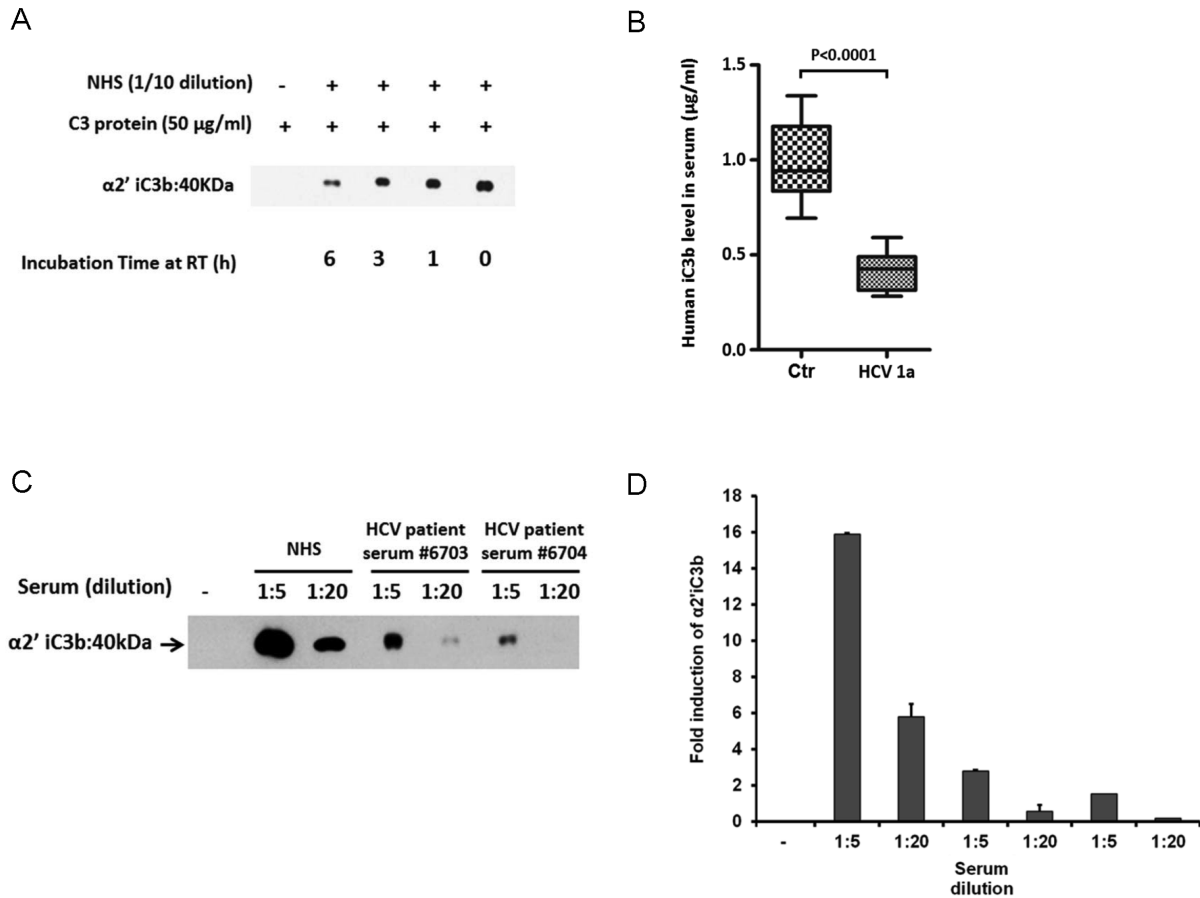 A
NHS (1/10 dilution) - + + + +
C3 protein (50 µg/ml) + + + + +
α2’ iC3b:40KDa
Incubation Time at RT (h) 6 3 1 0
B
P<0.0001
Human iC3b level in serum (µg/ml)
1.5
1.0
0.5
0.0
Ctr HCV 1a
C
NHS
HCV patient
serum #6703
HCV patient
serum #6704
Serum (dilution) - 1:5 1:20 1:5 1:20 1:5 1:20
α2’ iC3b:40kDa
D
Fold induction of α2'iC3b
18
16
14
12
10
8
6
4
2
0
- 1:5 1:20 1:5 1:20 1:5 1:20
Serum
dilution